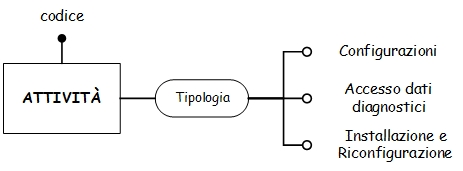 codice
ATTIVITÀ
Tipologia
Configurazioni
Accesso dati
diagnostici
Installazione e
Riconfigurazione